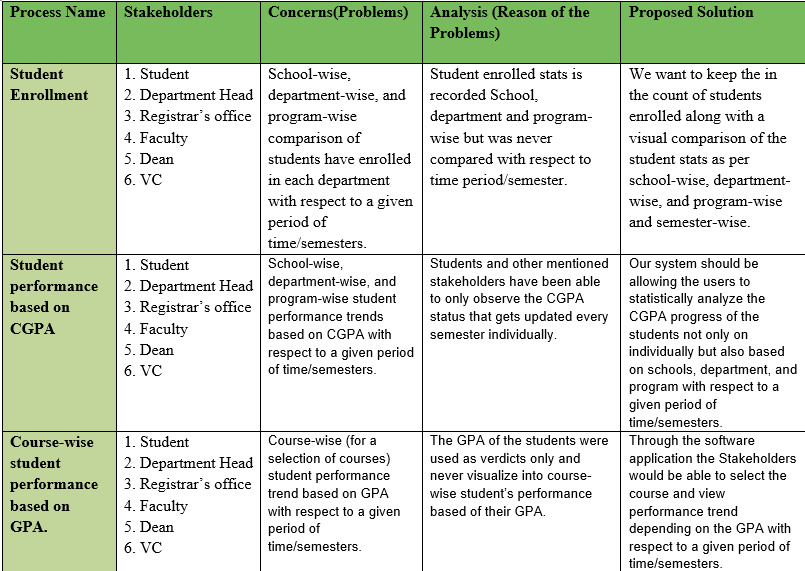 Process Name
Stakeholders
Concerns(Problems)
Analysis (Reason of the
Problems)
Proposed Solution
Student
Enrollment
1. Student
2. Department Head
3. Registrar's office
4. Faculty
5. Dean
6. VC
School-wise,
department-wise, and
program-wise
comparison of
students have enrolled
in each department
with respect to a given
period of
time/semesters.
Student enrolled stats is
recorded School,
department and program-
wise but was never
compared with respect to
time period/semester.
We want to keep the in
the count of students
enrolled along with a
visual comparison of the
student stats as per
school-wise, department-
wise, and program-wise
and semester-wise.
Student
performance
based on
CGPA
1. Student
2. Department Head
3. Registrar's office
4. Faculty
5. Dean
6. VC
School-wise,
department-wise, and
program-wise student
performance trends
based on CGPA with
respect to a given period
of time/semesters.
Students and other mentioned
stakeholders have been able
to only observe the CGPA
status that gets updated every
semester individually.
Our system should be
allowing the users to
statistically analyze the
CGPA progress of the
students not only on
individually but also based
on schools, department, and
program with respect to a
given period of
time/semesters.
Course-wise
student
performance
based on
GPA.
1. Student
2. Department Head
3. Registrar's office
4. Faculty
5. Dean
6. VC
Course-wise (for a
selection of courses)
student performance
trend based on GPA
with respect to a given
period of
time/semesters.
The GPA of the students were
used as verdicts only and
never visualize into course-
wise student's performance
based of their GPA.
Through the software
application the Stakeholders
would be able to select the
course and view
performance trend
depending on the GPA with
respect to a given period of
time/semesters.